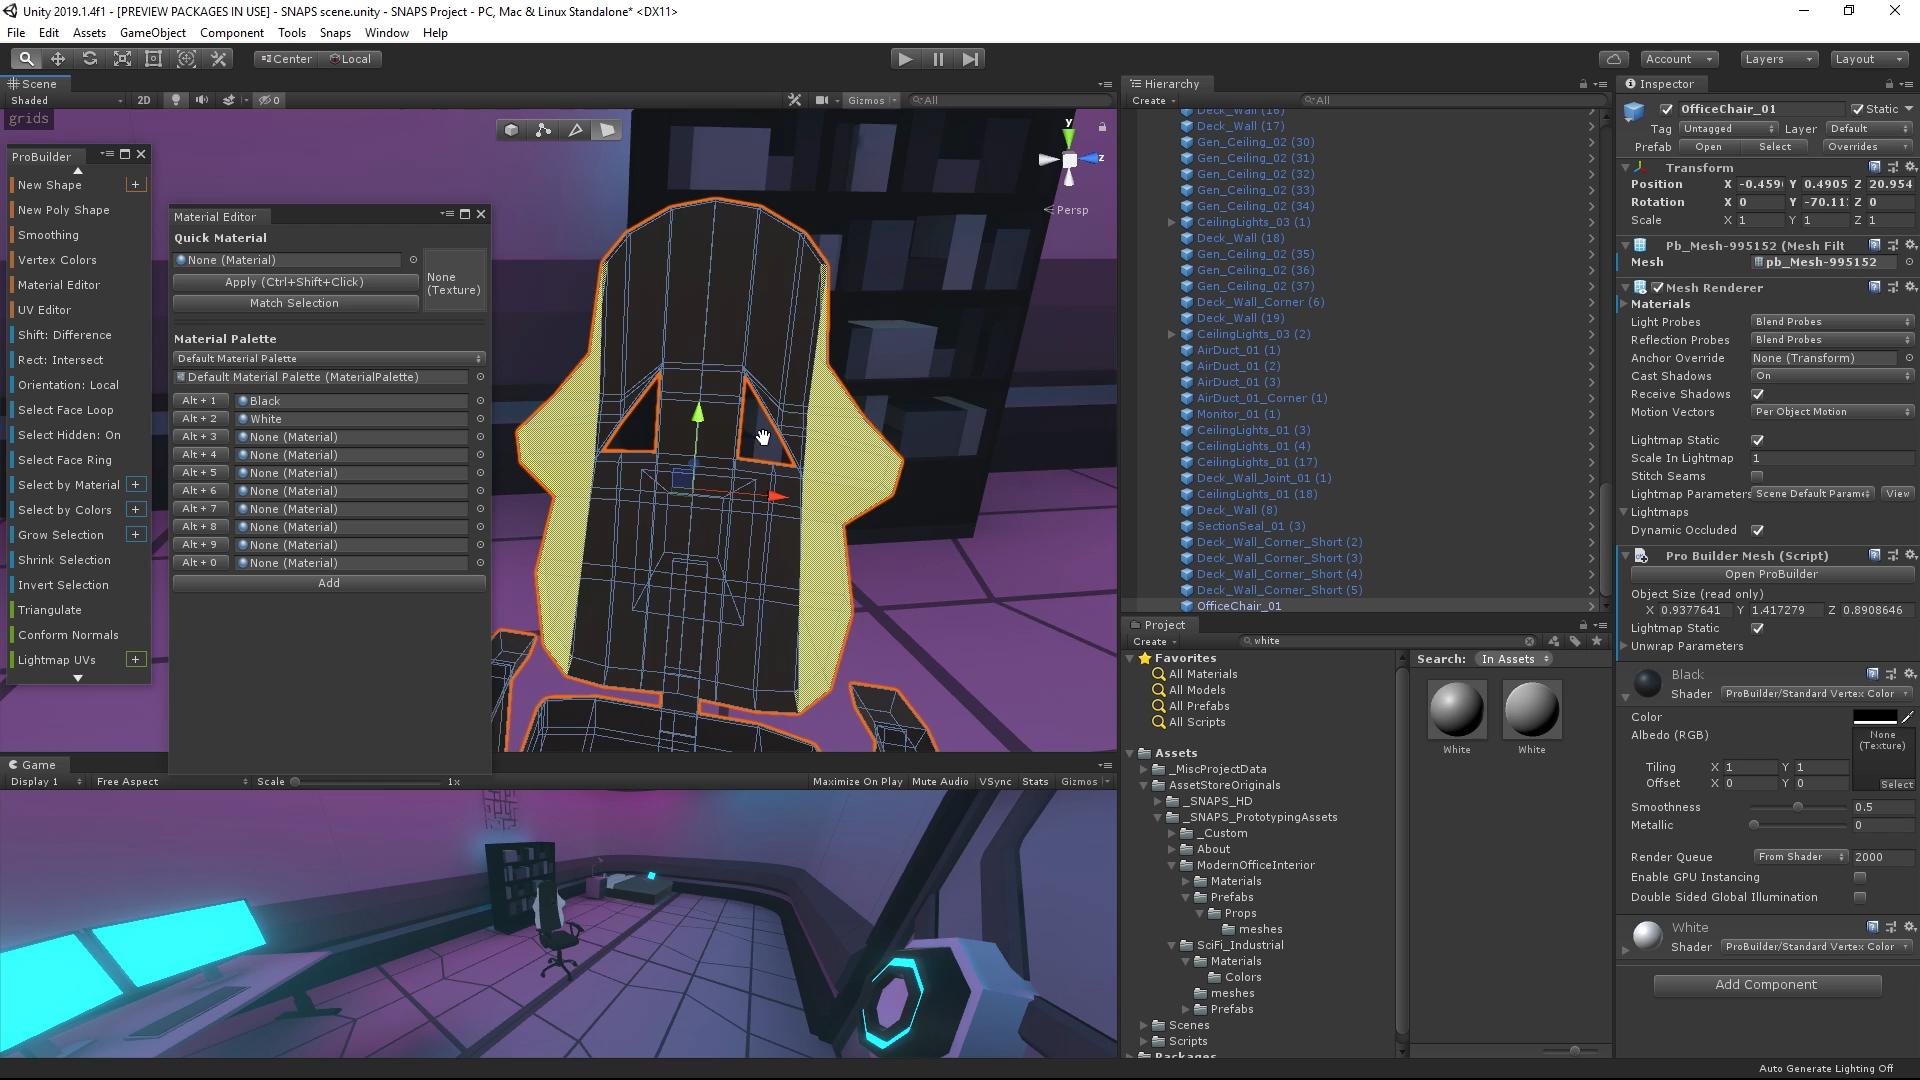 Unity 2019.1.4f1 - [PREVIEW PACKAGES IN USE] - SNAPS scene.unity - SNAPS Project - PC, Mac & Linux Standalone* <DX11>
File Edit Assets GameObject Component Tools Snaps Window Help
Center Local
Account Layers Layout
Scene
Shaded 2D 0 Gizmos All
grids
y
z
Persp
ProBuilder
New Shape +
New Poly Shape
Smoothing
Vertex Colors
Material Editor
UV Editor
Shift: Difference
Rect: Intersect
Orientation: Local
Select Face Loop
Select Hidden: On
Select Face Ring
Select by Material +
Select by Colors +
Grow Selection +
Shrink Selection
Invert Selection
Triangulate
Conform Normals
Lightmap UVs +
Material Editor
Quick Material
None (Material)
Apply (Ctrl+Shift+Click)
Match Selection
None
(Texture)
Material Palette
Default Material Palette
Default Material Palette (MaterialPalette)
Alt + 1 Black
Alt + 2 White
Alt + 3 None (Material)
Alt + 4 None (Material)
Alt + 5 None (Material)
Alt + 6 None (Material)
Alt + 7 None (Material)
Alt + 8 None (Material)
Alt + 9 None (Material)
Alt + 0 None (Material)
Add
Game
Display 1 Free Aspect Scale 1x Maximize On Play Mute Audio VSync Stats Gizmos
Hierarchy
Create All
Deck_Wall (16)
Deck_Wall (17)
Gen_Ceiling_02 (30)
Gen_Ceiling_02 (31)
Gen_Ceiling_02 (32)
Gen_Ceiling_02 (33)
Gen_Ceiling_02 (34)
CeilingLights_03 (1)
Deck_Wall (18)
Gen_Ceiling_02 (35)
Gen_Ceiling_02 (36)
Gen_Ceiling_02 (37)
Deck_Wall_Corner (6)
Deck_Wall (19)
CeilingLights_03 (2)
AirDuct_01 (1)
AirDuct_01 (2)
AirDuct_01 (3)
AirDuct_01_Corner (1)
Monitor_01 (1)
CeilingLights_01 (3)
CeilingLights_01 (4)
CeilingLights_01 (17)
Deck_Wall_Joint_01 (1)
CeilingLights_01 (18)
Deck_Wall (8)
SectionSeal_01 (3)
Deck_Wall_Corner_Short (2)
Deck_Wall_Corner_Short (3)
Deck_Wall_Corner_Short (4)
Deck_Wall_Corner_Short (5)
OfficeChair_01
Project
Create white
Favorites
All Materials
All Models
All Prefabs
All Scripts
Assets
_MiscProjectData
AssetStoreOriginals
_SNAPS_HD
_SNAPS_PrototypingAssets
_Custom
About
ModernOfficeInterior
Materials
Prefabs
Props
meshes
SciFi_Industrial
Materials
Colors
meshes
Prefabs
Scenes
Scripts
Packages
Search: In Assets
White White
Inspector
OfficeChair_01 Static
Tag Untagged Layer Default
Prefab Open Select Overrides
Transform
Position X -0.459 Y 0.4905 Z 20.954
Rotation X 0 Y -70.11 Z 0
Scale X 1 Y 1 Z 1
Pb_Mesh-995152 (Mesh Filt
Mesh pb_Mesh-995152
Mesh Renderer
Materials
Light Probes Blend Probes
Reflection Probes Blend Probes
Anchor Override None (Transform)
Cast Shadows On
Receive Shadows
Motion Vectors Per Object Motion
Lightmap Static
Scale In Lightmap 1
Stitch Seams
Lightmap Parameters Scene Default Parame View
Lightmaps
Dynamic Occluded
Pro Builder Mesh (Script)
Open ProBuilder
Object Size (read only)
X 0.9377641 Y 1.417279 Z 0.8908646
Lightmap Static
Unwrap Parameters
Black
Shader ProBuilder/Standard Vertex Color
Color
Albedo (RGB)
None
(Texture)
Tiling X 1 Y 1
Offset X 0 Y 0
Select
Smoothness 0.5
Metallic 0
Render Queue From Shader 2000
Enable GPU Instancing
Double Sided Global Illumination
White
Shader ProBuilder/Standard Vertex Color
Add Component
Auto Generate Lighting Off